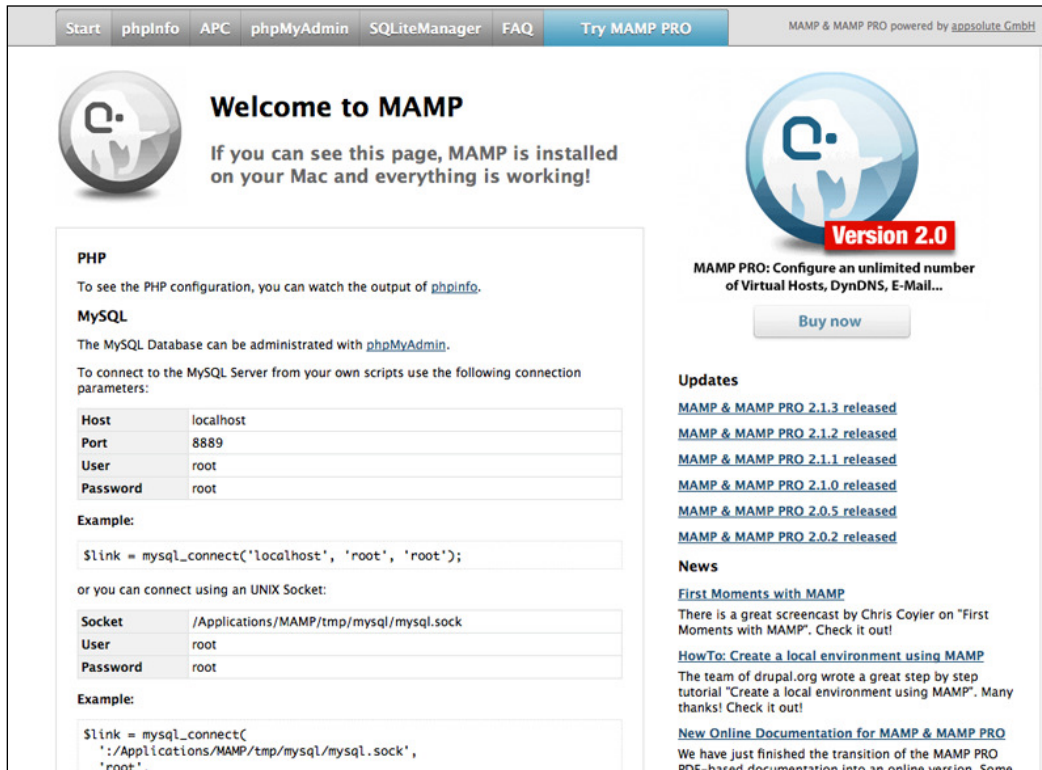 Start phpInfo APC phpMyAdmin SQLiteManager FAQ Try MAMP PRO
MAMP & MAMP PRO powered by appsolute GmbH
Welcome to MAMP
If you can see this page, MAMP is installed
on your Mac and everything is working!
PHP
To see the PHP configuration, you can watch the output of phpinfo.
MySQL
The MySQL Database can be administrated with phpMyAdmin.
To connect to the MySQL Server from your own scripts use the following connection
parameters:
Host localhost
Port 8889
User root
Password root
Example:
$link = mysql_connect('localhost', 'root', 'root');
or you can connect using an UNIX Socket:
Socket /Applications/MAMP/tmp/mysql/mysql.sock
User root
Password root
Example:
$link = mysql_connect(
':/Applications/MAMP/tmp/mysql/mysql.sock',
'root',
Version 2.0
MAMP PRO: Configure an unlimited number
of Virtual Hosts, DynDNS, E-Mail...
Buy now
Updates
MAMP & MAMP PRO 2.1.3 released
MAMP & MAMP PRO 2.1.2 released
MAMP & MAMP PRO 2.1.1 released
MAMP & MAMP PRO 2.1.0 released
MAMP & MAMP PRO 2.0.5 released
MAMP & MAMP PRO 2.0.2 released
News
First Moments with MAMP
There is a great screencast by Chris Coyier on "First
Moments with MAMP". Check it out!
HowTo: Create a local environment using MAMP
The team of drupal.org wrote a great step by step
tutorial "Create a local environment using MAMP". Many
thanks! Check it out!
New Online Documentation for MAMP & MAMP PRO
We have just finished the transition of the MAMP PRO
PDF-based documentation into an online version. Some